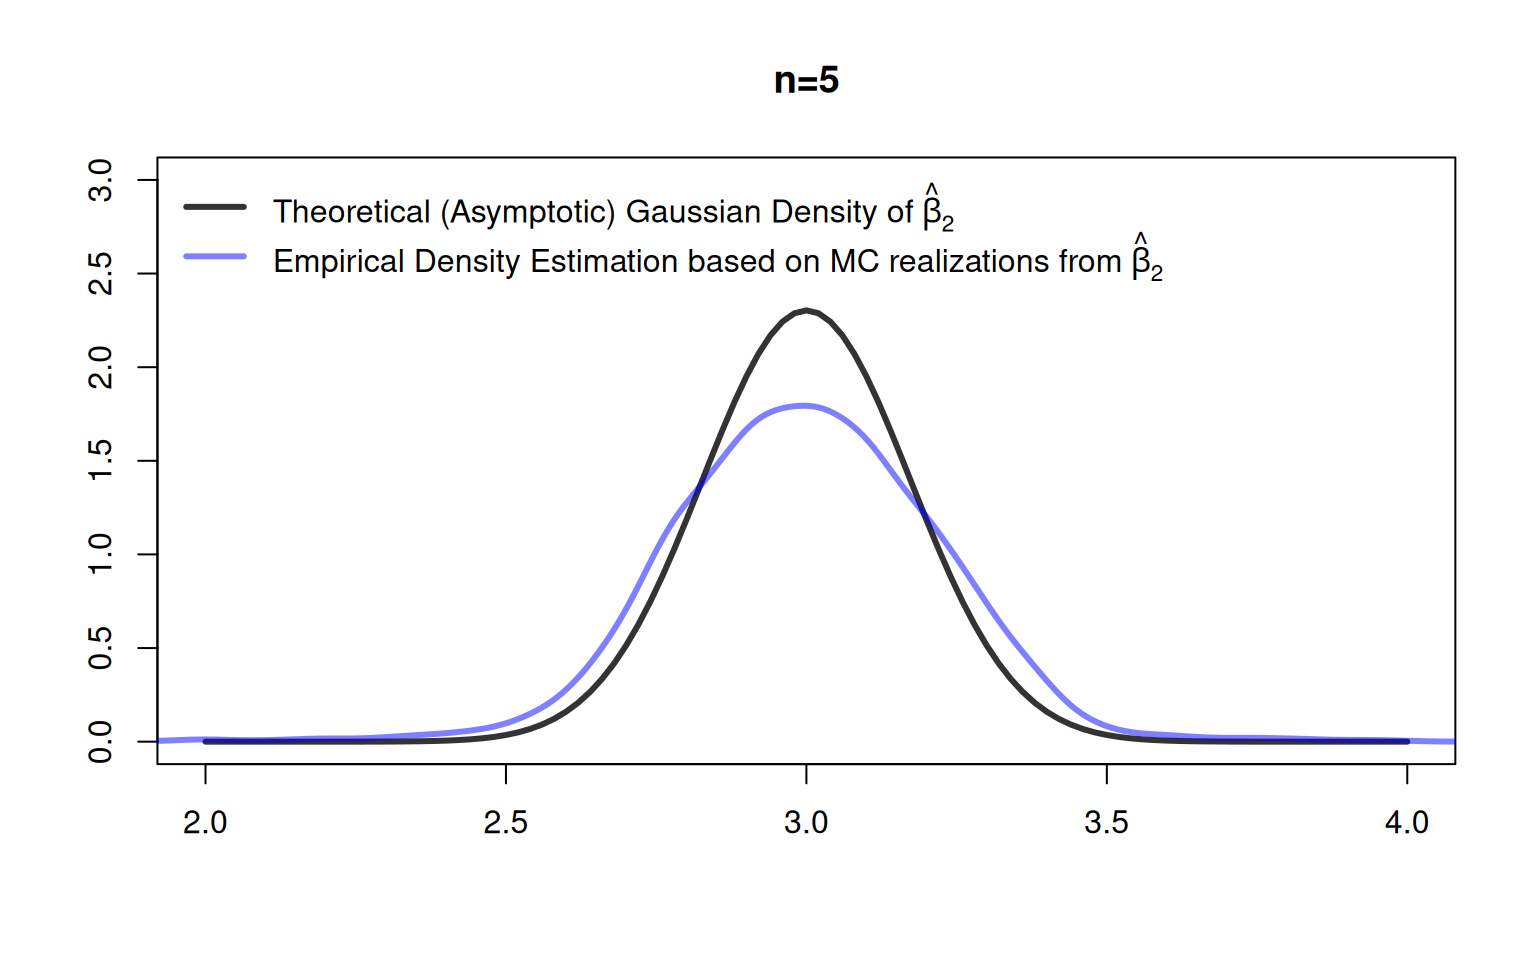 n=5
Theoretical (Asymptotic) Gaussian Density of β̂₂
Empirical Density Estimation based on MC realizations from β̂₂
3.0
2.5
2.0
1.5
1.0
0.5
0.0
2.0 2.5 3.0 3.5 4.0